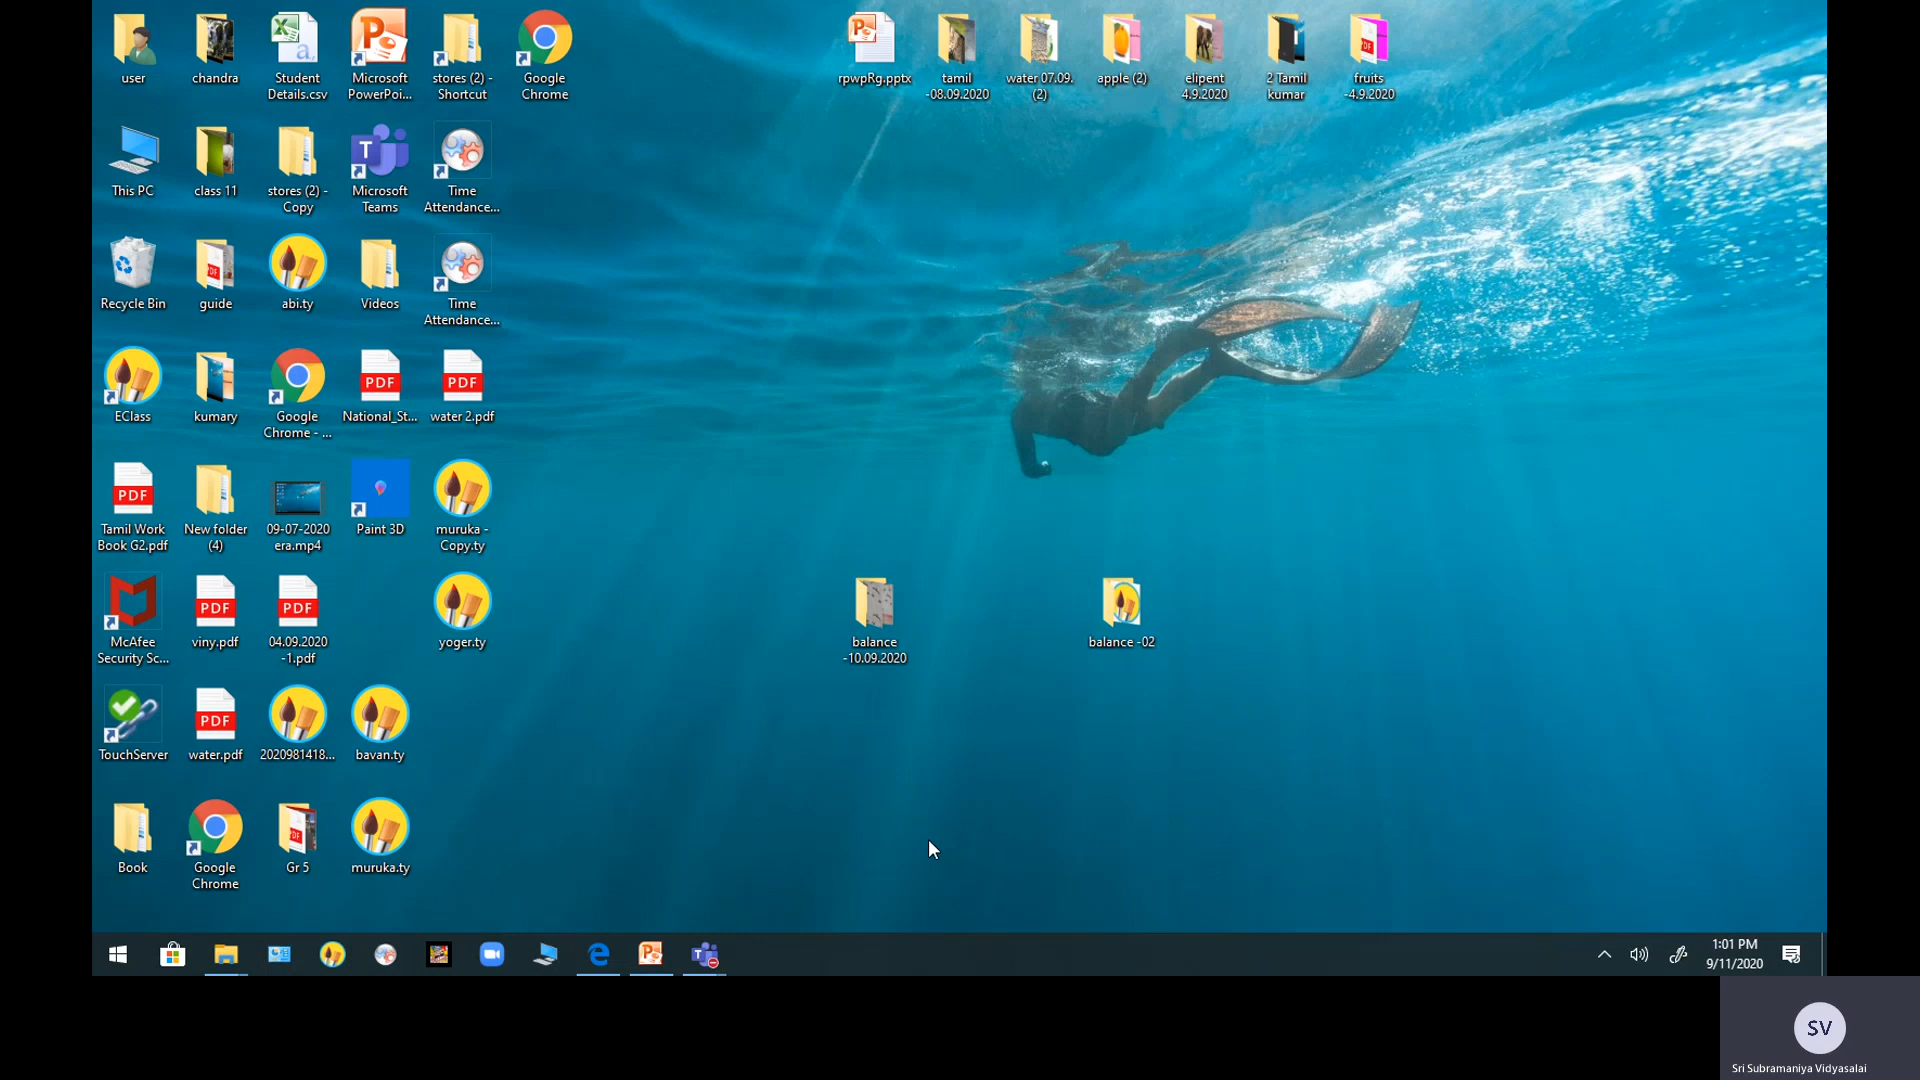 user
chandra
Student
Details.csv
Microsoft
PowerPoi...
stores (2) -
Shortcut
Google
Chrome
rpwpRg.pptx
tamil
-08.09.2020
water 07.09.
(2)
apple (2)
elipent
4.9.2020
2 Tamil
kumar
fruits
-4.9.2020
This PC
class 11
stores (2) -
Copy
Microsoft
Teams
Time
Attendance...
Recycle Bin
guide
abi.ty
Videos
Time
Attendance...
EClass
kumary
Google
Chrome - ...
National_St...
water 2.pdf
Tamil Work
Book G2.pdf
New folder
(4)
09-07-2020
era.mp4
Paint 3D
muruka -
Copy.ty
McAfee
Security Sc...
viny.pdf
04.09.2020
-1.pdf
yoger.ty
balance
-10.09.2020
balance -02
TouchServer
water.pdf
2020981418...
bavan.ty
Book
Google
Chrome
Gr 5
muruka.ty
1:01 PM
9/11/2020
SV
Sri Subramaniya Vidyasalai